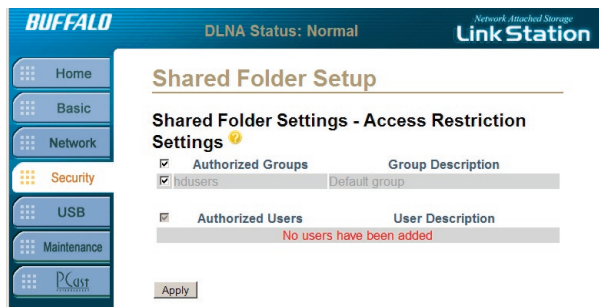 BUFFALO
DLNA Status: Normal
Network Attached Storage
LinkStation
Home
Basic
Network
Security
USB
Maintenance
PCast
Shared Folder Setup
Shared Folder Settings - Access Restriction
Settings
Authorized Groups Group Description
hdusers Default group
Authorized Users User Description
No users have been added
Apply